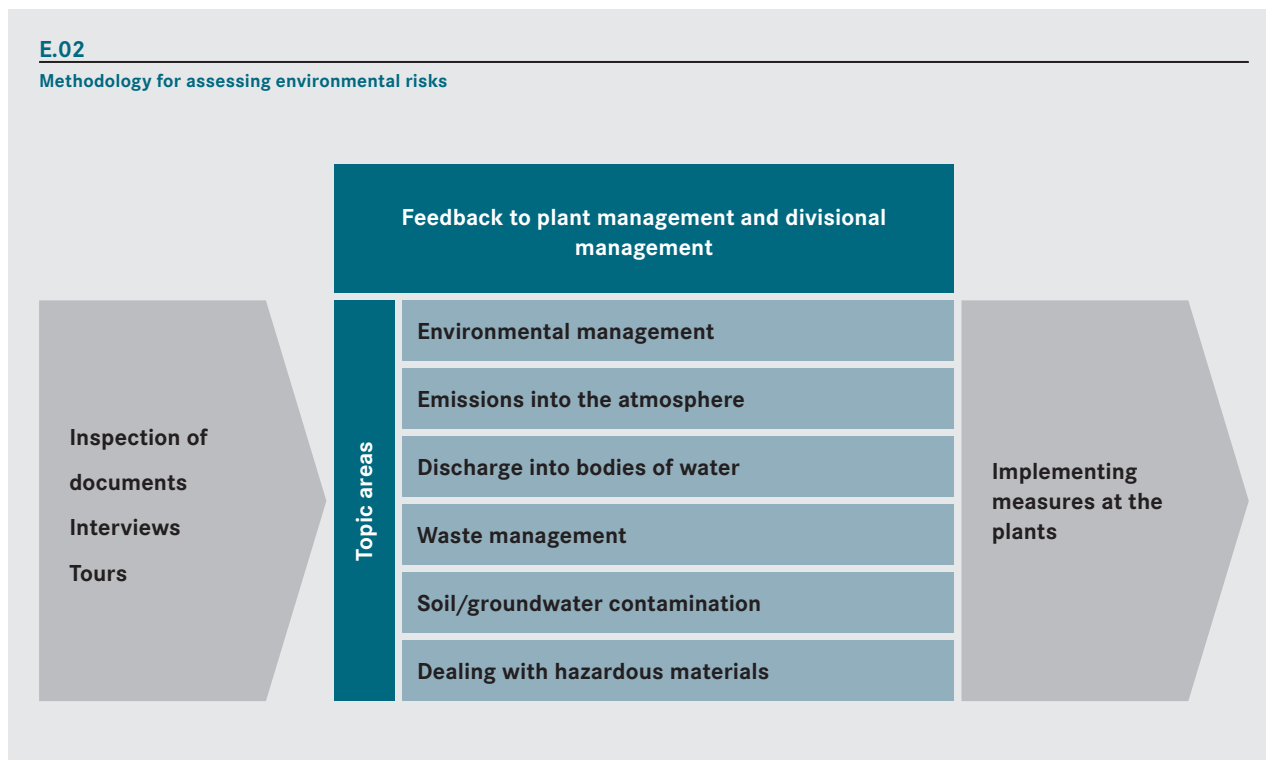 E.02
Methodology for assessing environmental risks
Feedback to plant management and divisional
management
Inspection of
documents
Interviews
Tours
Topic areas
Environmental management
Emissions into the atmosphere
Discharge into bodies of water
Waste management
Soil/groundwater contamination
Dealing with hazardous materials
Implementing
measures at the
plants